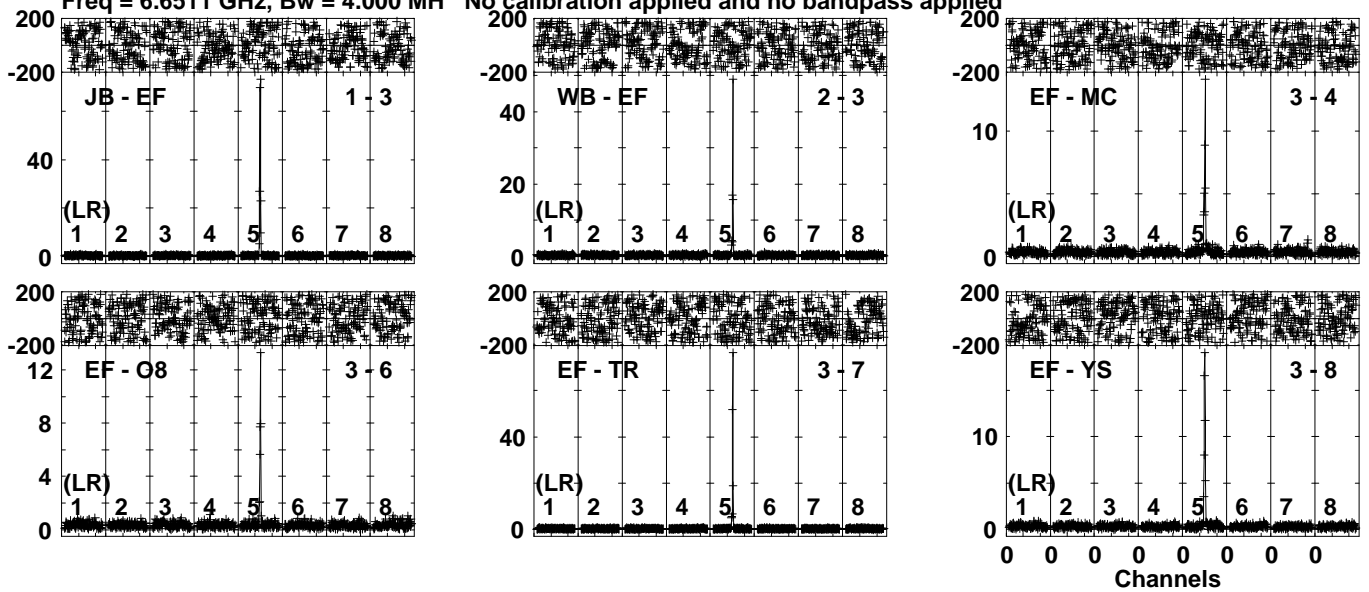 Freq = 6.6511 GHz, Bw = 4.000 MH No calibration applied and no bandpass applied
200 200 200
-200 -200 -200
JB - EF 1 - 3 WB - EF 2 - 3 EF - MC 3 - 4
40 40 10
20
(LR) (LR) (LR)
1 2 3 4 5 6 7 8 1 2 3 4 5 6 7 8 1 2 3 4 5 6 7 8
0 0 0
200 200 200
-200 -200 -200
EF - O8 3 - 6 EF - TR 3 - 7 EF - YS 3 - 8
12
8 40 10
4
(LR) (LR) (LR)
1 2 3 4 5 6 7 8 1 2 3 4 5 6 7 8 1 2 3 4 5 6 7 8
0 0 0
0 0 0 0 0 0 0 0
Channels